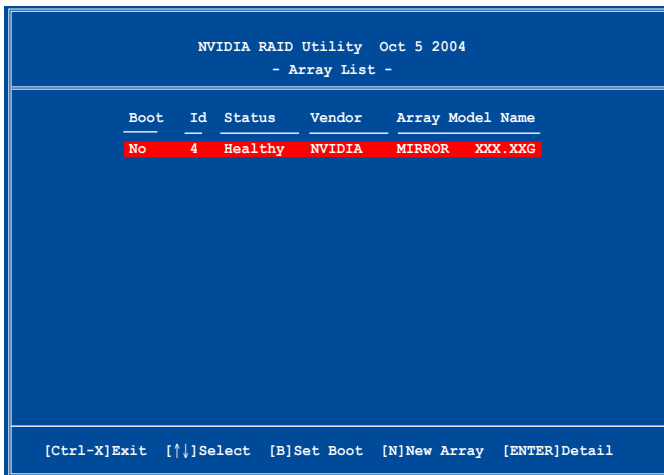 NVIDIA RAID Utility Oct 5 2004
- Array List -
Boot Id Status Vendor Array Model Name
No 4 Healthy NVIDIA MIRROR XXX.XXG
[Ctrl-X]Exit [↑↓]Select [B]Set Boot [N]New Array [ENTER]Detail